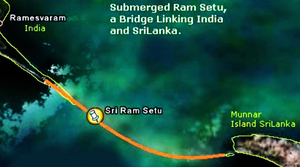 Submerged Ram Setu,
a Bridge Linking India
and SriLanka.
Ramesvaram
India
Sri Ram Setu
Munnar
Island SriLanka